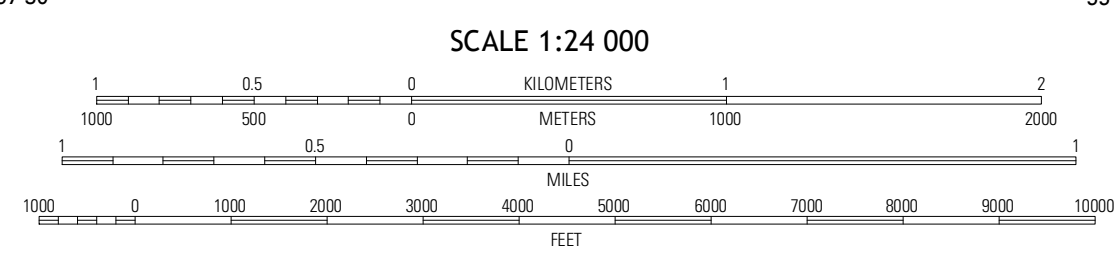 SCALE 1:24 000
1 0.5 0 KILOMETERS 1 2
1000 500 0 METERS 1000 2000
1 0.5 0 1
MILES
1000 0 1000 2000 3000 4000 5000 6000 7000 8000 9000 10000
FEET